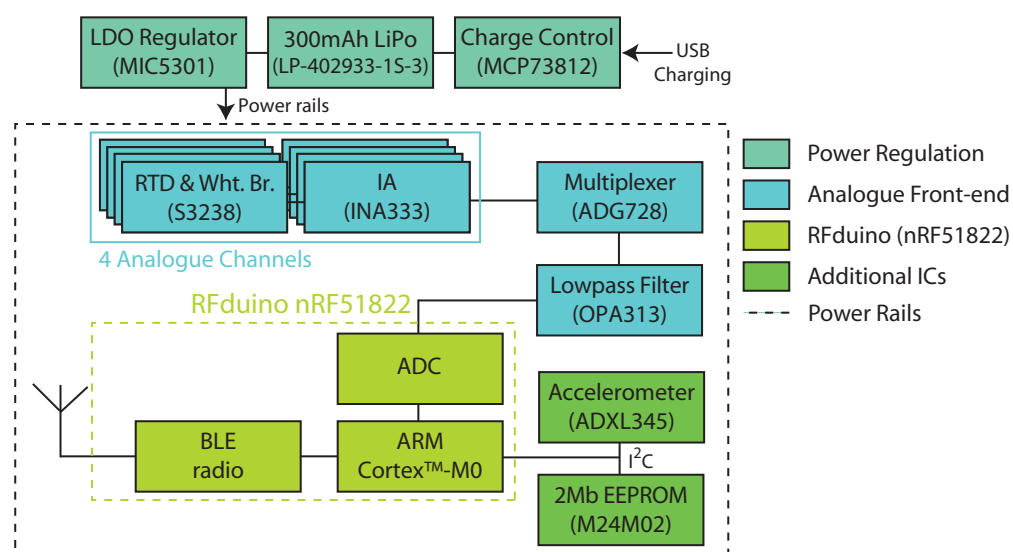 LDO Regulator
(MIC5301)
300mAh LiPo
(LP-402933-1S-3)
Charge Control
(MCP73812)
USB
Charging
Power rails
RTD & Wht. Br.
(S3238)
IA
(INA333)
Multiplexer
(ADG728)
4 Analogue Channels
Lowpass Filter
(OPA313)
RFduino nRF51822
ADC
BLE
radio
ARM
Cortex™-M0
Accelerometer
(ADXL345)
I²C
2Mb EEPROM
(M24M02)
Power Regulation
Analogue Front-end
RFduino (nRF51822)
Additional ICs
Power Rails